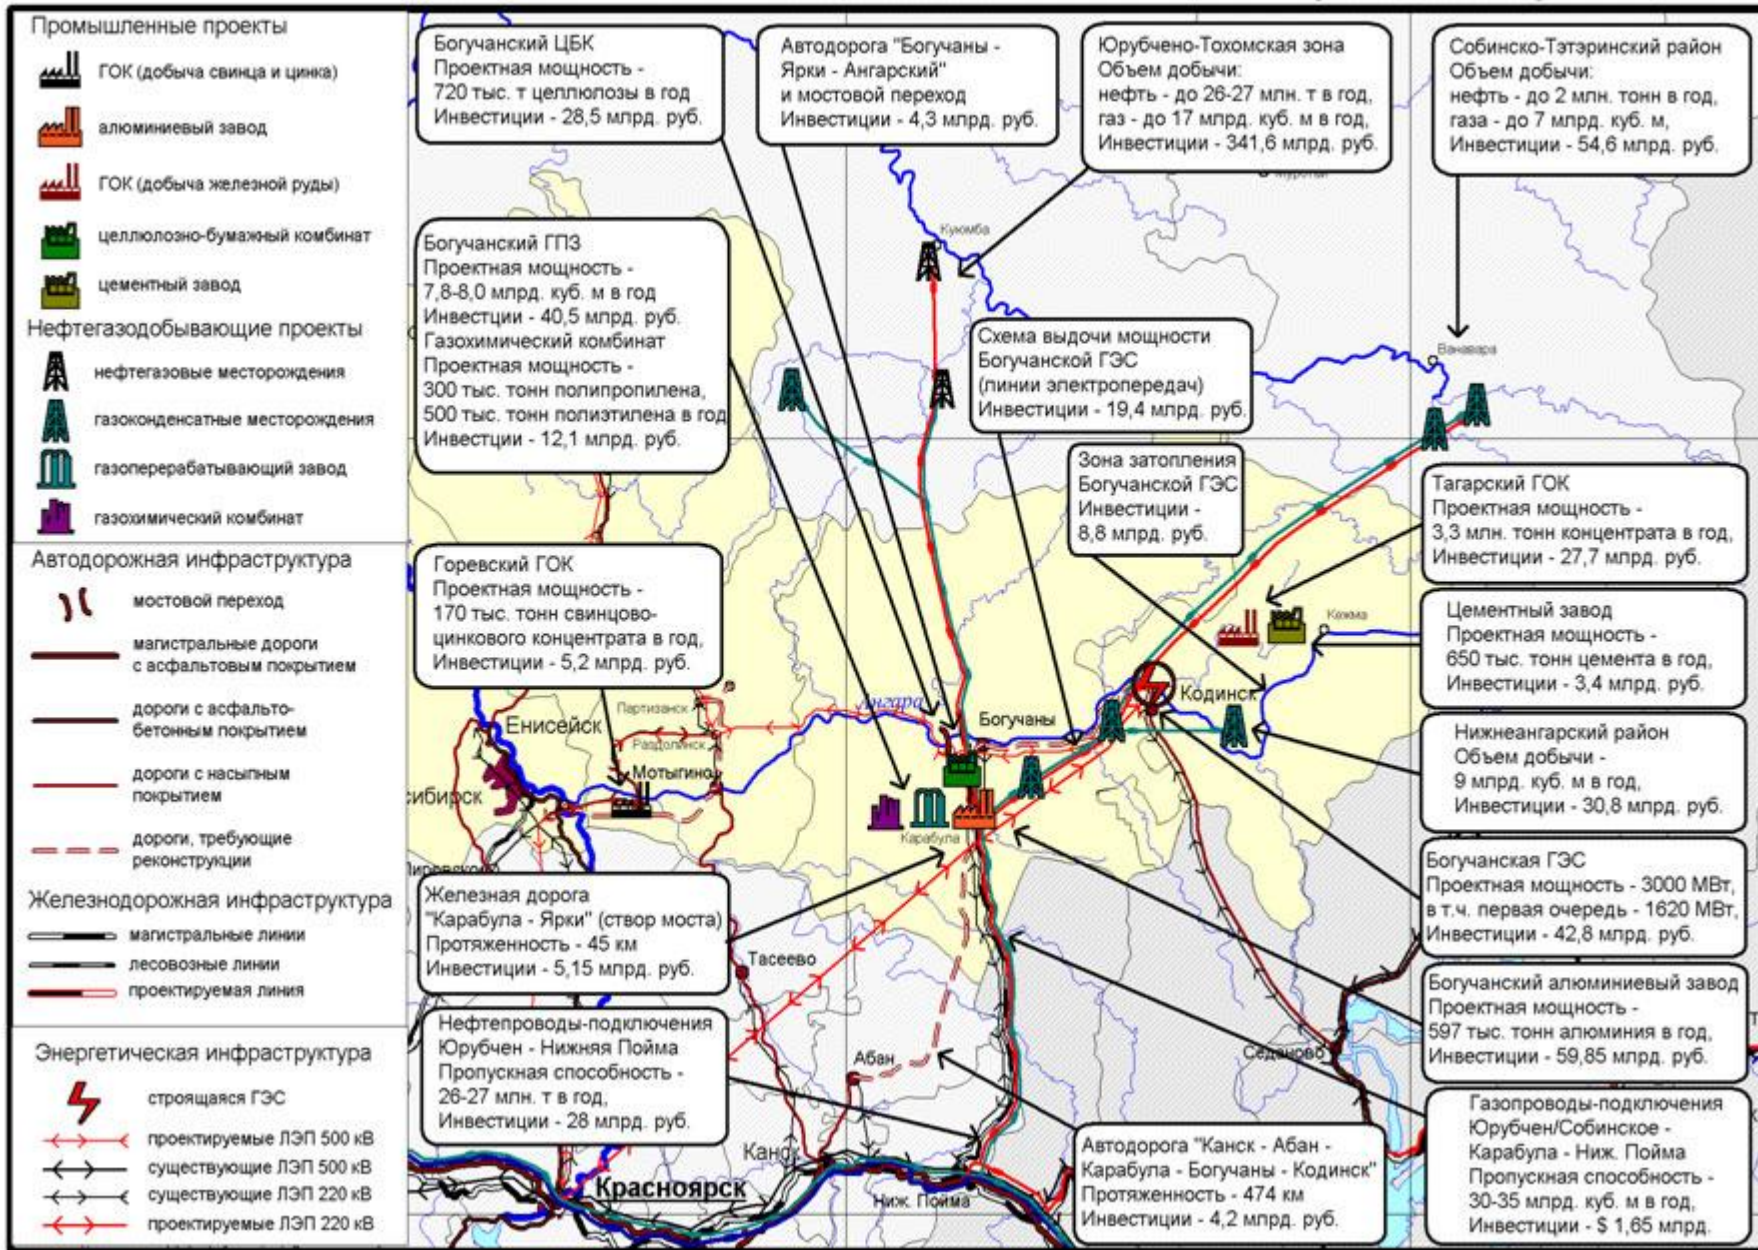 Промышленные проекты
ГОК (добыча свинца и цинка)
алюминиевый завод
ГОК (добыча железной руды)
целлюлозно-бумажный комбинат
цементный завод
Нефтегазодобывающие проекты
нефтегазовые месторождения
газоконденсатные месторождения
газоперерабатывающий завод
газохимический комбинат
Автодорожная инфраструктура
мостовой переход
магистральные дороги
с асфальтовым покрытием
дороги с асфальто-
бетонным покрытием
дороги с насыпным
покрытием
дороги, требующие
реконструкции
Железнодорожная инфраструктура
магистральные линии
лесовозные линии
проектируемая линия
Энергетическая инфраструктура
строящаяся ГЭС
проектируемые ЛЭП 500 кВ
существующие ЛЭП 500 кВ
существующие ЛЭП 220 кВ
проектируемые ЛЭП 220 кВ
Богучанский ЦБК
Проектная мощность -
720 тыс. т целлюлозы в год
Инвестиции - 28,5 млрд. руб.
Автодорога "Богучаны -
Ярки - Ангарский"
и мостовой переход
Инвестиции - 4,3 млрд. руб.
Юрубчено-Тохомская зона
Объем добычи:
нефть - до 26-27 млн. т в год,
газ - до 17 млрд. куб. м в год,
Инвестиции - 341,6 млрд. руб.
Собинско-Тэтэринский район
Объем добычи:
нефть - до 2 млн. тонн в год,
газа - до 7 млрд. куб. м,
Инвестиции - 54,6 млрд. руб.
Богучанский ГПЗ
Проектная мощность -
7,8-8,0 млрд. куб. м в год
Инвестции - 40,5 млрд. руб.
Газохимический комбинат
Проектная мощность -
300 тыс. тонн полипропилена,
500 тыс. тонн полиэтилена в год
Инвестции - 12,1 млрд. руб.
Куюмба
Схема выдочи мощности
Богучанской ГЭС
(линии электропередач)
Инвестиции - 19,4 млрд. руб.
Ванавара
Зона затопления
Богучанской ГЭС
Инвестиции -
8,8 млрд. руб.
Тагарский ГОК
Проектная мощность -
3,3 млн. тонн концентрата в год,
Инвестиции - 27,7 млрд. руб.
Горевский ГОК
Проектная мощность -
170 тыс. тонн свинцово-
цинкового концентрата в год,
Инвестиции - 5,2 млрд. руб.
Цементный завод
Проектная мощность -
650 тыс. тонн цемента в год,
Инвестиции - 3,4 млрд. руб.
Кежма
Кодинск
Ангара
Богучаны
Партизанск
Енисейск
Раздолинск
Мотыгино
сибирск
Карабула
Нижнеангарский район
Объем добычи -
9 млрд. куб. м в год,
Инвестиции - 30,8 млрд. руб.
Богучанская ГЭС
Проектная мощность - 3000 МВт,
в т.ч. первая очередь - 1620 МВт,
Инвестиции - 42,8 млрд. руб.
Железная дорога
"Карабула - Ярки" (створ моста)
Протяженность - 45 км
Инвестиции - 5,15 млрд. руб.
Тасеево
Богучанский алюминиевый завод
Проектная мощность -
597 тыс. тонн алюминия в год,
Инвестиции - 59,85 млрд. руб.
Нефтепроводы-подключения
Юрубчен - Нижняя Пойма
Пропускная способность -
26-27 млн. т в год,
Инвестиции - 28 млрд. руб.
Абан
Седаново
Газопроводы-подключения
Юрубчен/Собинское -
Карабула - Ниж. Пойма
Пропускная способность -
30-35 млрд. куб. м в год,
Инвестиции - $ 1,65 млрд.
Автодорога "Канск - Абан -
Карабула - Богучаны - Кодинск"
Протяженность - 474 км
Инвестиции - 4,2 млрд. руб.
Канск
Красноярск
Ниж. Пойма